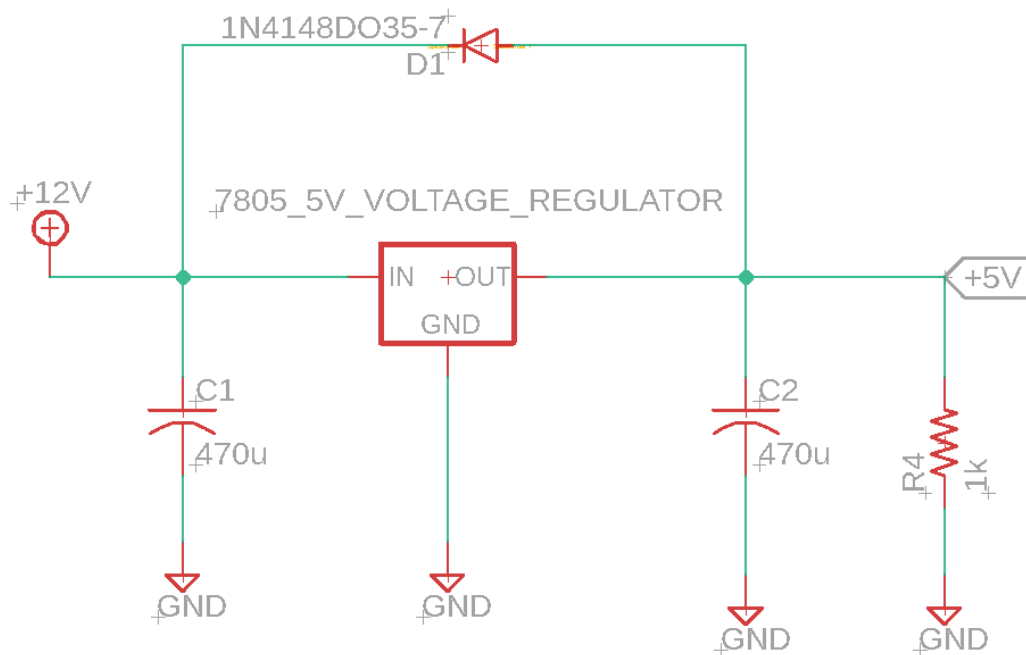 1N4148DO35-7
D1
+12V
7805_5V_VOLTAGE_REGULATOR
IN
OUT
GND
+5V
C1
470u
C2
470u
R4
1k
GND
GND
GND
GND